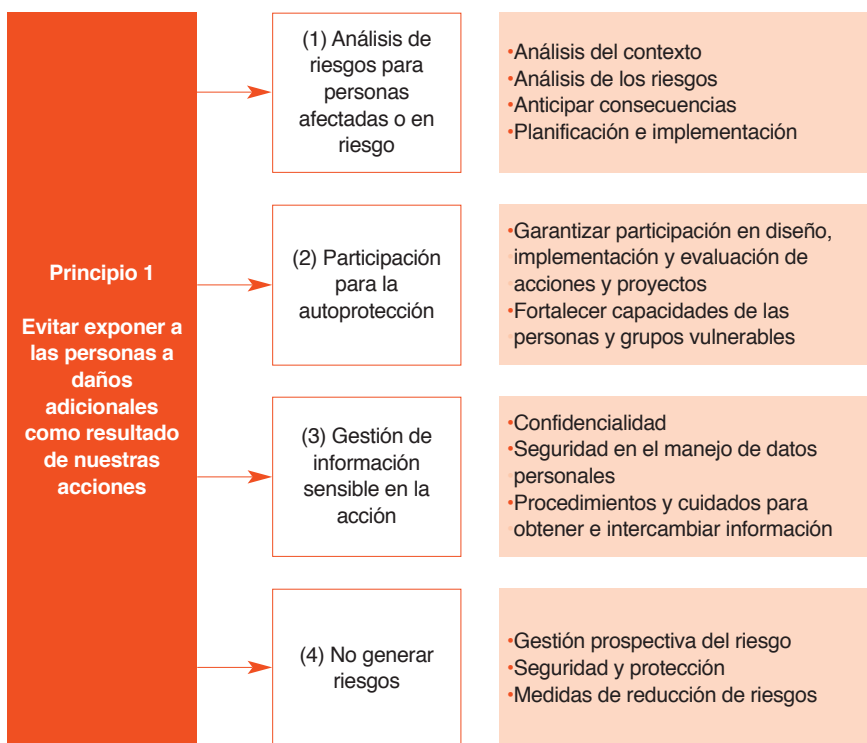 Principio 1
Evitar exponer a
las personas a
daños
adicionales
como resultado
de nuestras
acciones
(1) Análisis de
riesgos para
personas
afectadas o en
riesgo
•Análisis del contexto
•Análisis de los riesgos
•Anticipar consecuencias
•Planificación e implementación
(2) Participación
para la
autoprotección
•Garantizar participación en diseño,
implementación y evaluación de
acciones y proyectos
•Fortalecer capacidades de las
personas y grupos vulnerables
(3) Gestión de
información
sensible en la
acción
•Confidencialidad
•Seguridad en el manejo de datos
personales
•Procedimientos y cuidados para
obtener e intercambiar información
(4) No generar
riesgos
•Gestión prospectiva del riesgo
•Seguridad y protección
•Medidas de reducción de riesgos